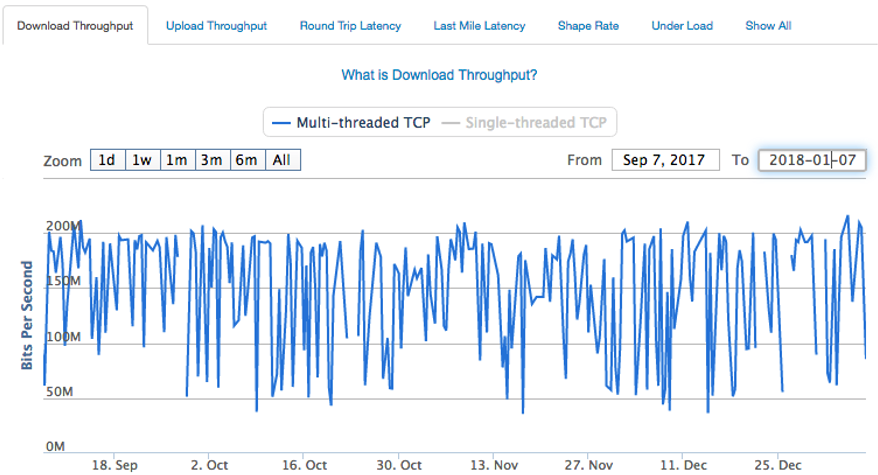 Download Throughput Upload Throughput Round Trip Latency Last Mile Latency Shape Rate Under Load Show All
What is Download Throughput?
Multi-threaded TCP Single-threaded TCP
Zoom 1d 1w 1m 3m 6m All From Sep 7, 2017 To 2018-01-07
Bits Per Second
200M
150M
100M
50M
0M
18. Sep 2. Oct 16. Oct 30. Oct 13. Nov 27. Nov 11. Dec 25. Dec